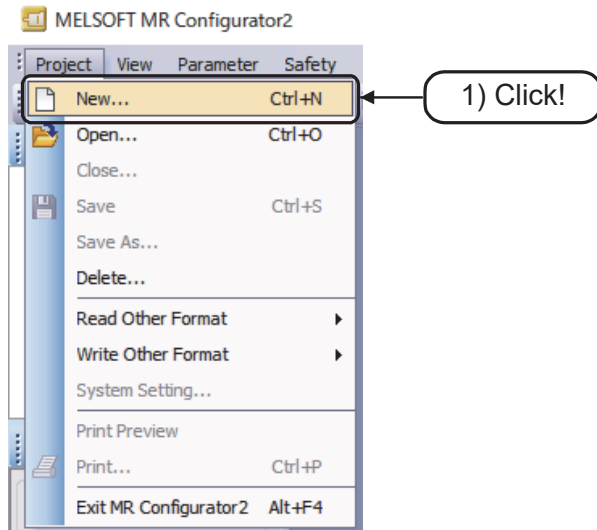 MELSOFT MR Configurator2
Project View Parameter Safety
New... Ctrl+N
1) Click!
Open... Ctrl+O
Close...
Save Ctrl+S
Save As...
Delete...
Read Other Format
Write Other Format
System Setting...
Print Preview
Print... Ctrl+P
Exit MR Configurator2 Alt+F4